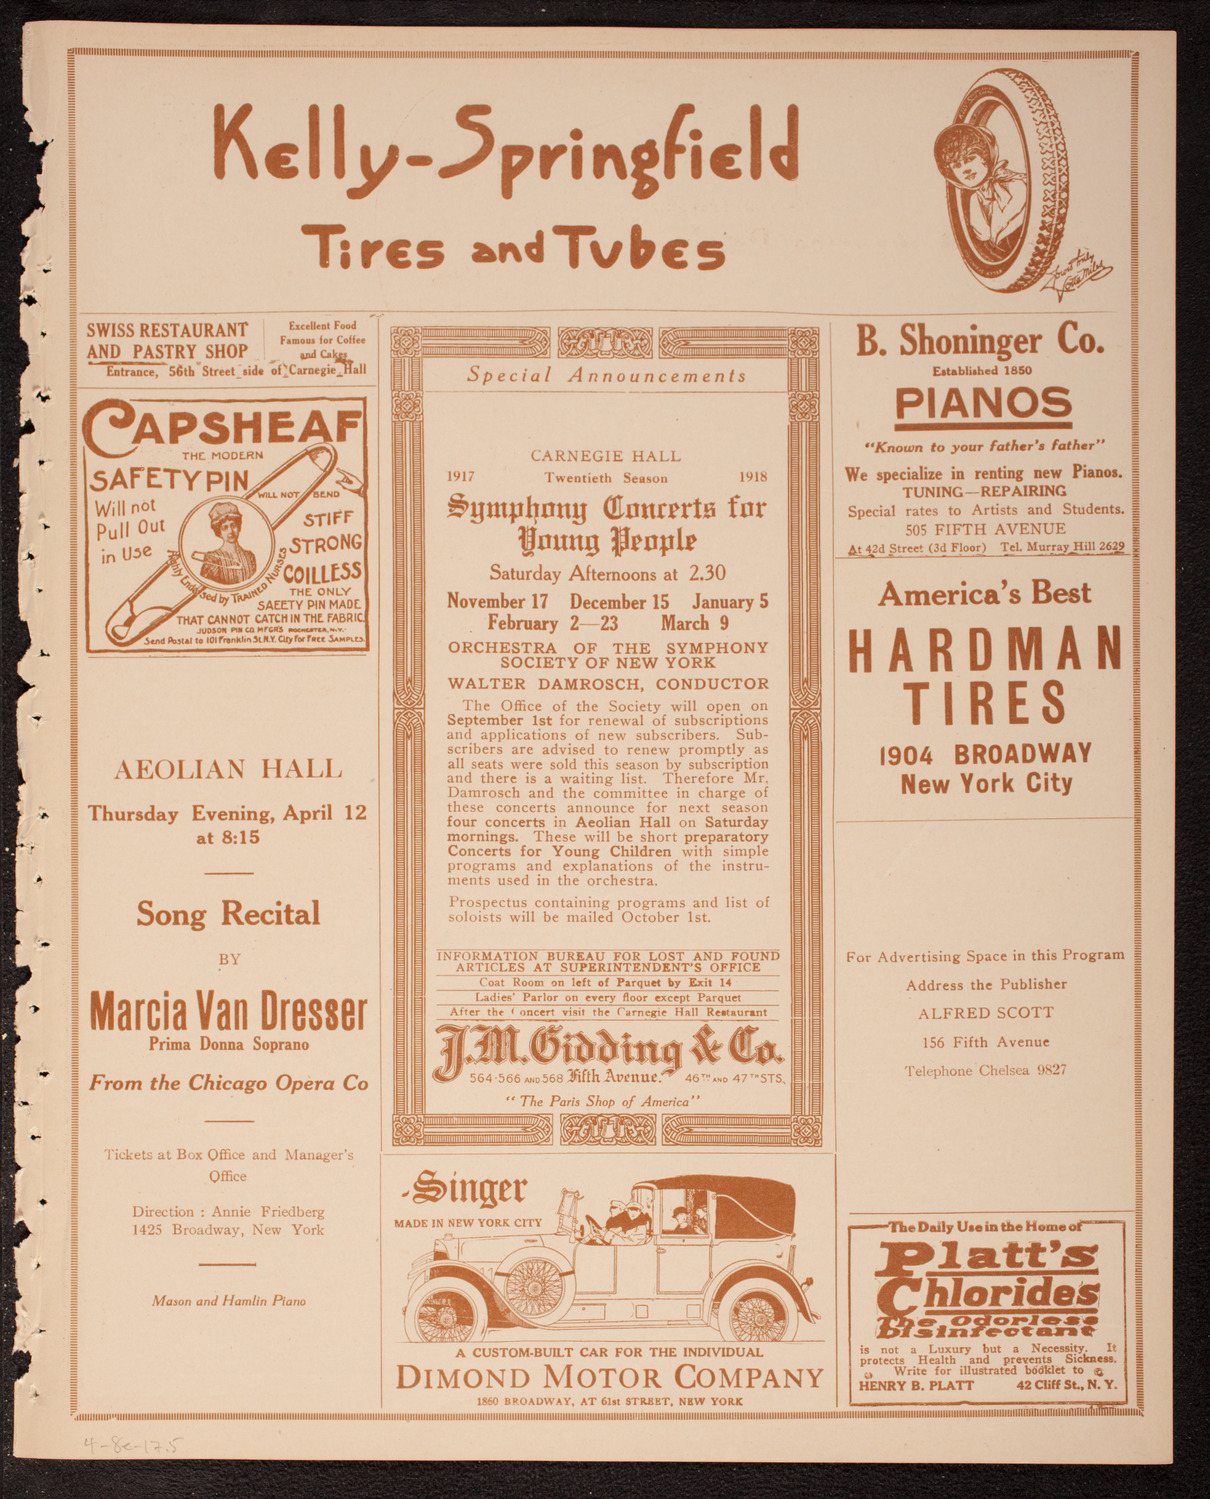 Kelly-Springfield
Tires and Tubes
Yours truly
Lotta Miles
SWISS RESTAURANT
AND PASTRY SHOP
Excellent Food
Famous for Coffee
and Cakes
Entrance, 56th Street side of Carnegie Hall
CAPSHEAF
THE MODERN
SAFETY PIN
WILL NOT BEND
Will not
Pull Out
in Use
STIFF
STRONG
COILLESS
Highly Endorsed by TRAINED NURSES
THE ONLY
SAFETY PIN MADE
THAT CANNOT CATCH IN THE FABRIC
JUDSON PIN CO. MFGRS ROCHESTER, N.Y.
Send Postal to 101 Franklin St. N.Y. City for FREE SAMPLES.
AEOLIAN HALL
Thursday Evening, April 12
at 8:15
Song Recital
BY
Marcia Van Dresser
Prima Donna Soprano
From the Chicago Opera Co
Tickets at Box Office and Manager's
Office
Direction : Annie Friedberg
1425 Broadway, New York
Mason and Hamlin Piano
Special Announcements
CARNEGIE HALL
1917 Twentieth Season 1918
Symphony Concerts for
Young People
Saturday Afternoons at 2.30
November 17 December 15 January 5
February 2—23 March 9
ORCHESTRA OF THE SYMPHONY
SOCIETY OF NEW YORK
WALTER DAMROSCH, CONDUCTOR
The Office of the Society will open on
September 1st for renewal of subscriptions
and applications of new subscribers. Sub-
scribers are advised to renew promptly as
all seats were sold this season by subscription
and there is a waiting list. Therefore Mr.
Damrosch and the committee in charge of
these concerts announce for next season
four concerts in Aeolian Hall on Saturday
mornings. These will be short preparatory
Concerts for Young Children with simple
programs and explanations of the instru-
ments used in the orchestra.
Prospectus containing programs and list of
soloists will be mailed October 1st.
INFORMATION BUREAU FOR LOST AND FOUND
ARTICLES AT SUPERINTENDENT'S OFFICE
Coat Room on left of Parquet by Exit 14
Ladies' Parlor on every floor except Parquet
After the Concert visit the Carnegie Hall Restaurant
J.M. Gidding & Co.
564-566 AND 568 Fifth Avenue. 46TH AND 47TH STS.
"The Paris Shop of America"
Singer
MADE IN NEW YORK CITY
A CUSTOM-BUILT CAR FOR THE INDIVIDUAL
DIMOND MOTOR COMPANY
1860 BROADWAY, AT 61st STREET, NEW YORK
B. Shoninger Co.
Established 1850
PIANOS
"Known to your father's father"
We specialize in renting new Pianos.
TUNING—REPAIRING
Special rates to Artists and Students.
505 FIFTH AVENUE
At 42d Street (3d Floor) Tel. Murray Hill 2629
America's Best
HARDMAN
TIRES
1904 BROADWAY
New York City
For Advertising Space in this Program
Address the Publisher
ALFRED SCOTT
156 Fifth Avenue
Telephone Chelsea 9827
The Daily Use in the Home of
Platt's
Chlorides
The Odorless
Disinfectant
is not a Luxury but a Necessity. It
protects Health and prevents Sickness.
Write for illustrated booklet to
HENRY B. PLATT 42 Cliff St., N. Y.
4-8e-17.5